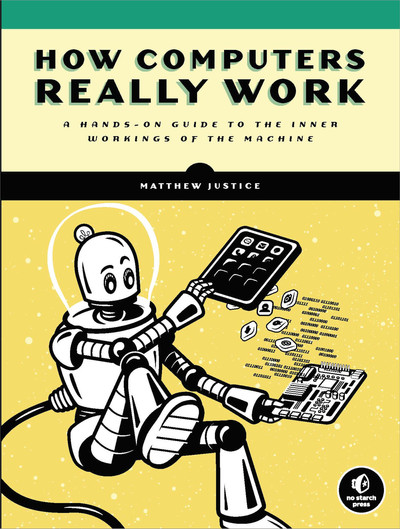 HOW COMPUTERS
REALLY WORK
A HANDS-ON GUIDE TO THE INNER
WORKINGS OF THE MACHINE
MATTHEW JUSTICE
no starch
press